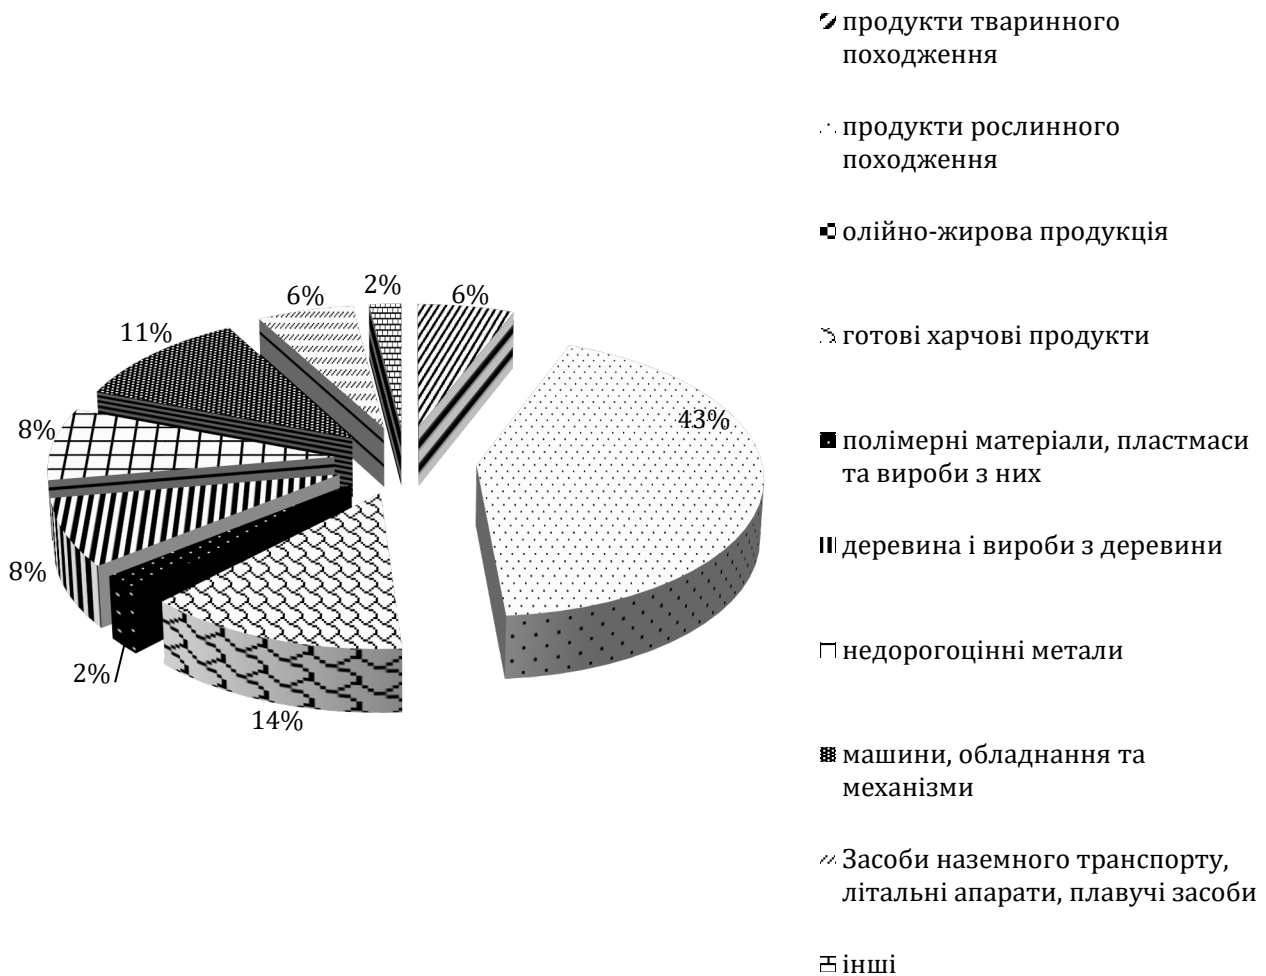 продукти тваринного
походження
продукти рослинного
походження
олійно-жирова продукція
готові харчові продукти
полімерні матеріали, пластмаси
та вироби з них
деревина і вироби з деревини
недорогоцінні метали
машини, обладнання та
механізми
Засоби наземного транспорту,
літальні апарати, плавучі засоби
інші
6%
43%
14%
2%
8%
8%
11%
6%
2%